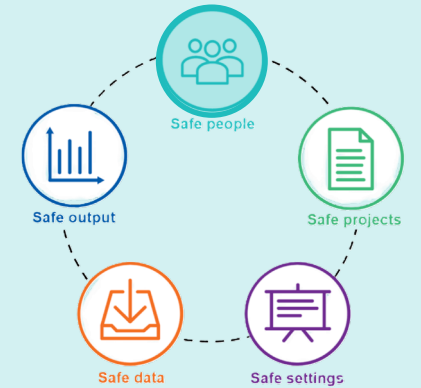 Safe people
Safe output
Safe projects
Safe data
Safe settings